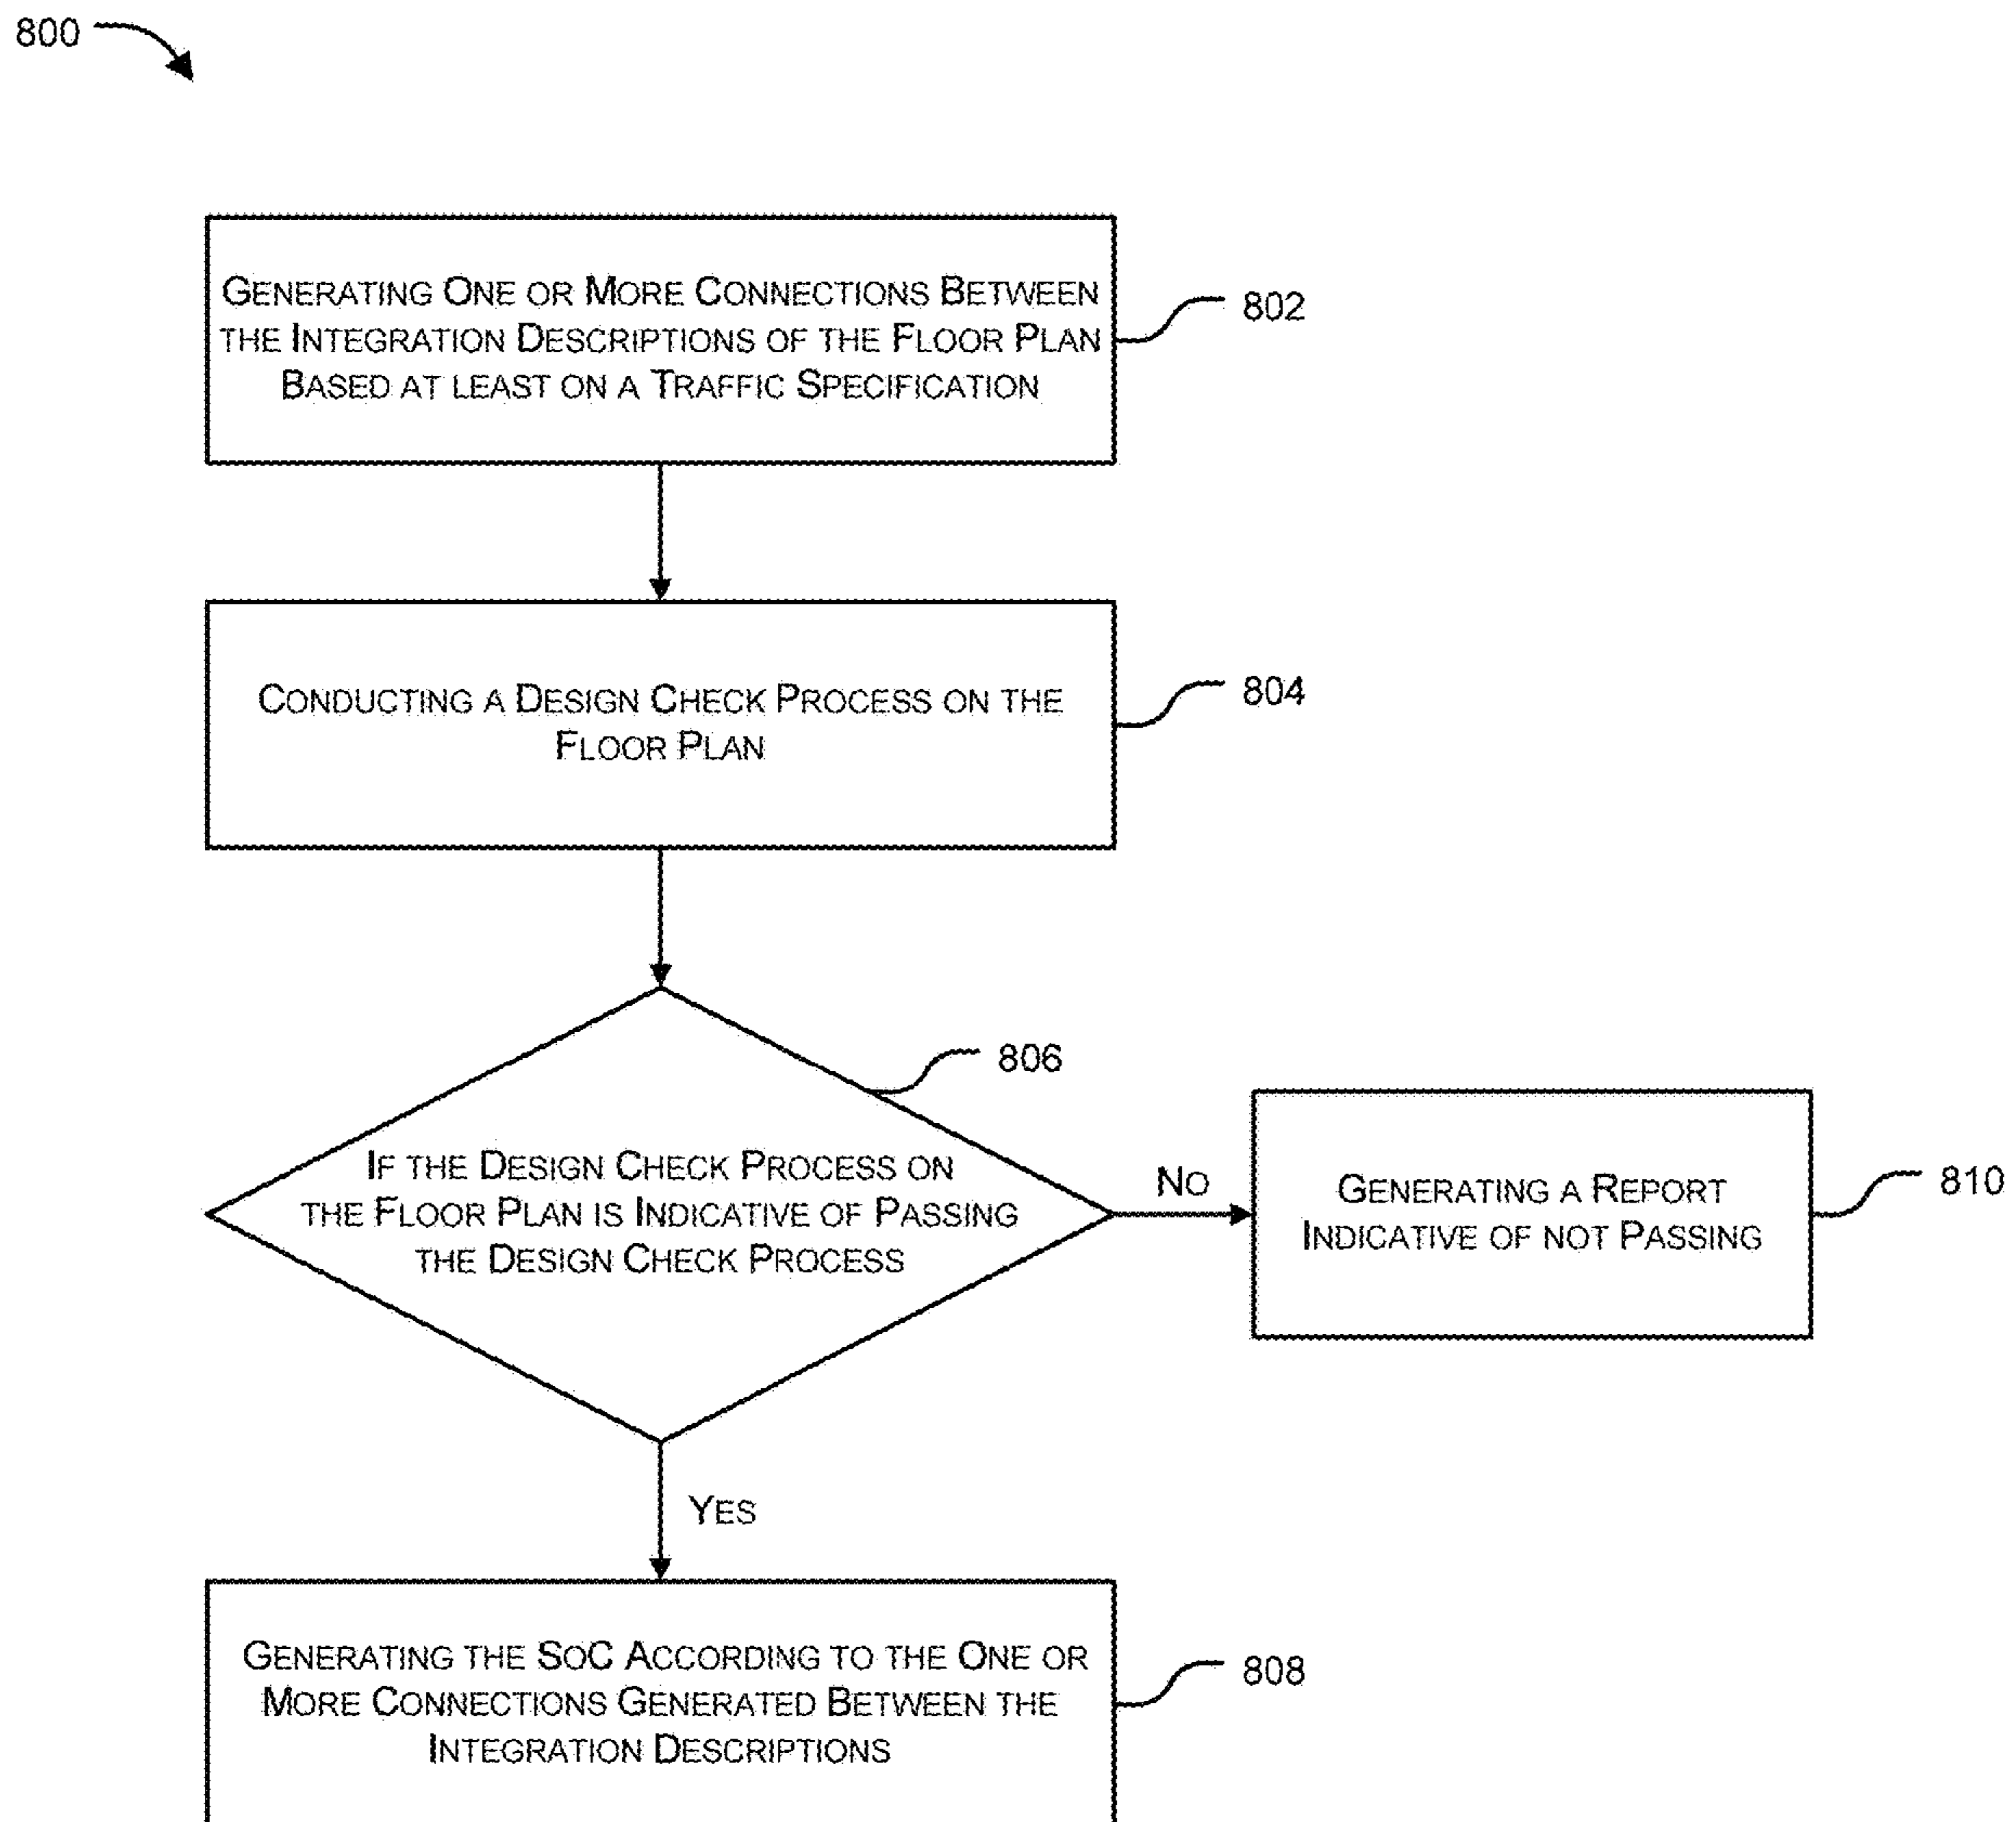 800
GENERATING ONE OR MORE CONNECTIONS BETWEEN
THE INTEGRATION DESCRIPTIONS OF THE FLOOR PLAN
BASED AT LEAST ON A TRAFFIC SPECIFICATION
802
CONDUCTING A DESIGN CHECK PROCESS ON THE
FLOOR PLAN
804
806
IF THE DESIGN CHECK PROCESS ON
THE FLOOR PLAN IS INDICATIVE OF PASSING
THE DESIGN CHECK PROCESS
NO
GENERATING A REPORT
INDICATIVE OF NOT PASSING
810
YES
GENERATING THE SOC ACCORDING TO THE ONE OR
MORE CONNECTIONS GENERATED BETWEEN THE
INTEGRATION DESCRIPTIONS
808